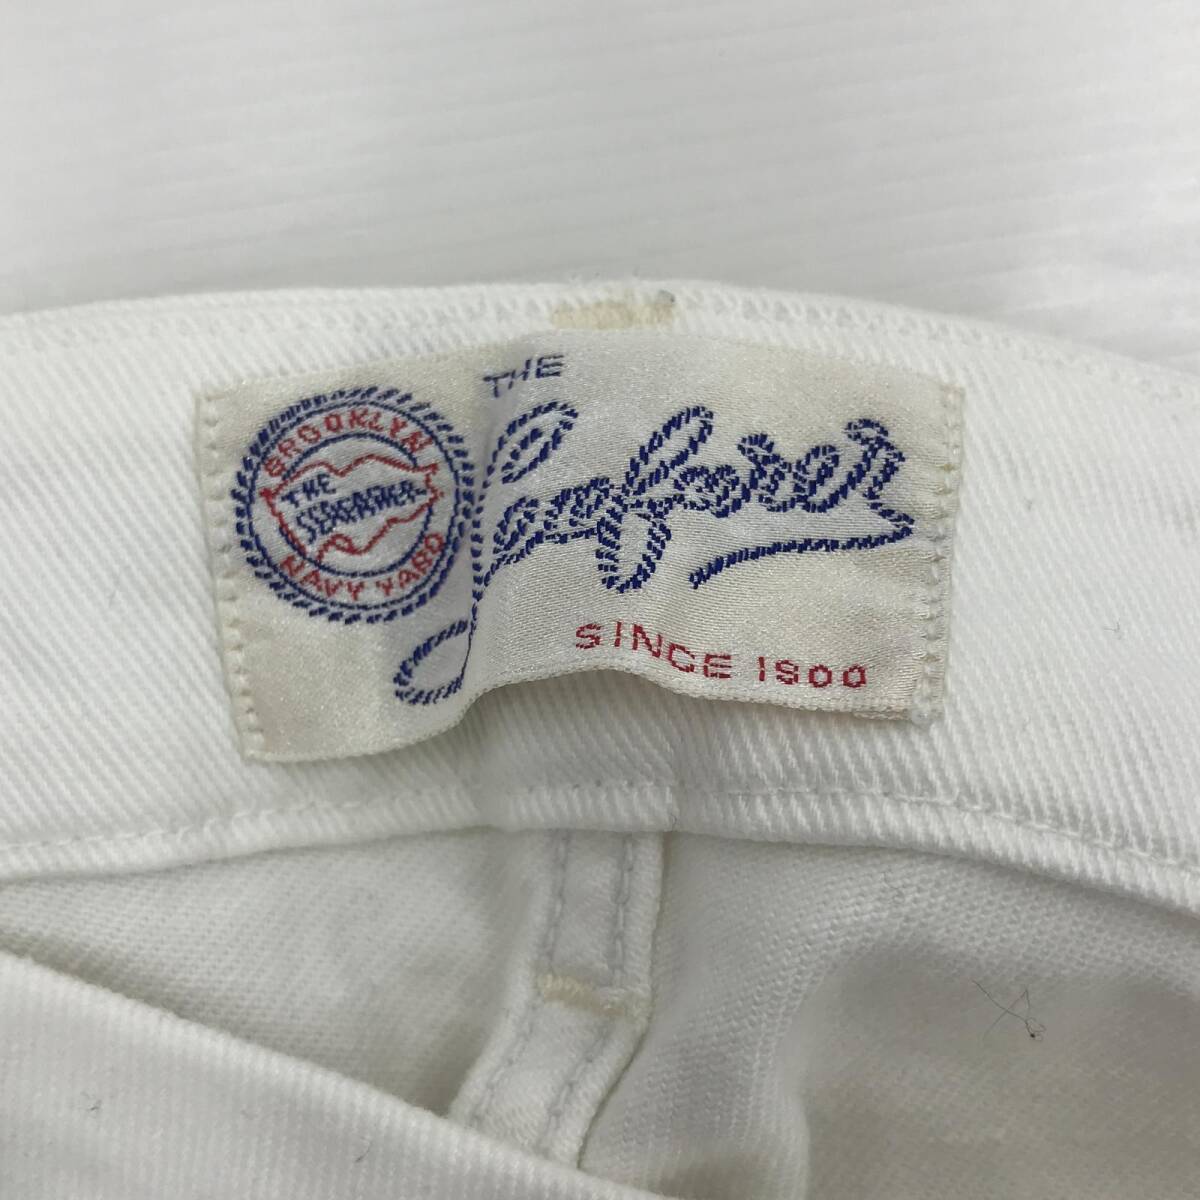 BROOKLYN
THE
SEAFARER
NAVY YARD
THE
Seafarer
SINCE 1900